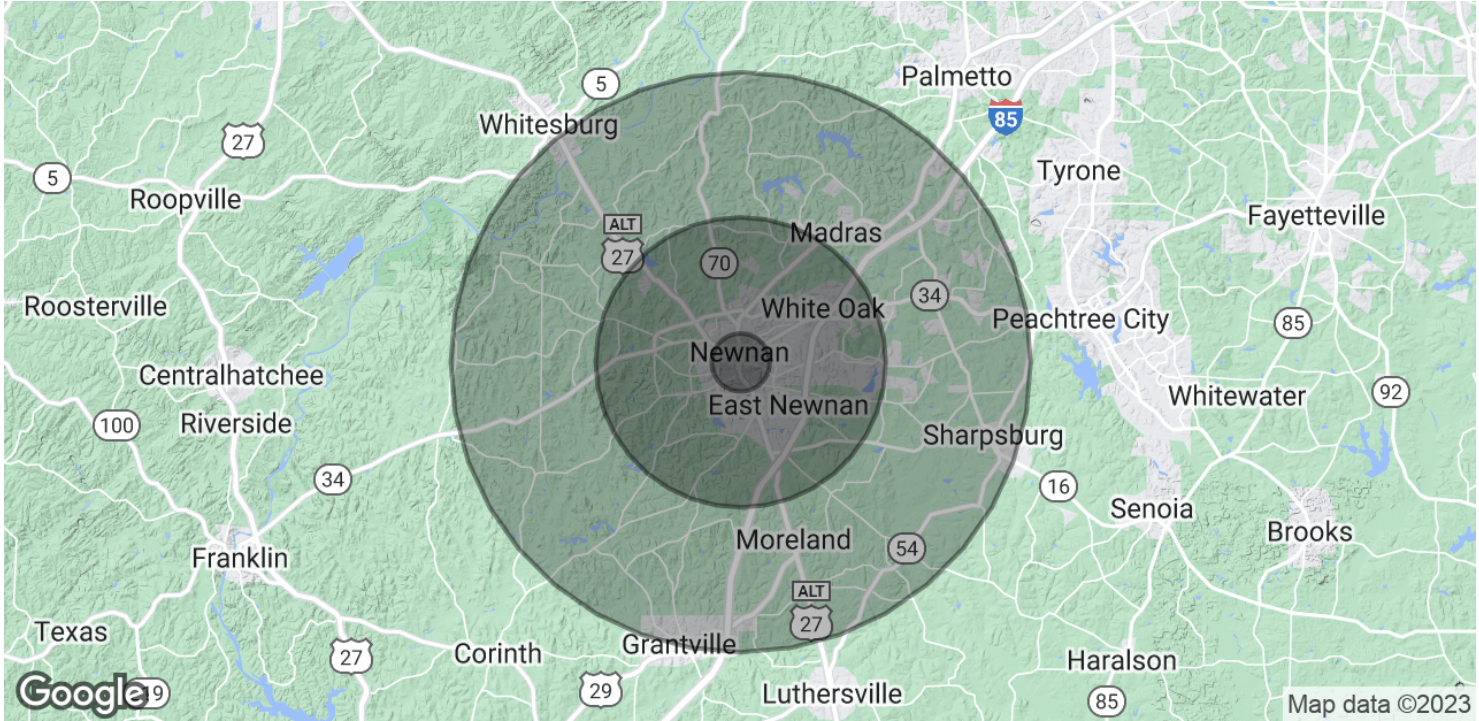 Palmetto
5
85
Whitesburg
27
Tyrone
5
Roopville
Fayetteville
ALT
27
Madras
70
34
White Oak
Roosterville
Peachtree City
85
Newnan
Centralhatchee
Whitewater
92
East Newnan
Riverside
100
Sharpsburg
34
16
Senoia
Brooks
Moreland
54
Franklin
ALT
27
Texas
Grantville
Corinth
27
Haralson
29
Luthersville
85
Google
Map data ©2023